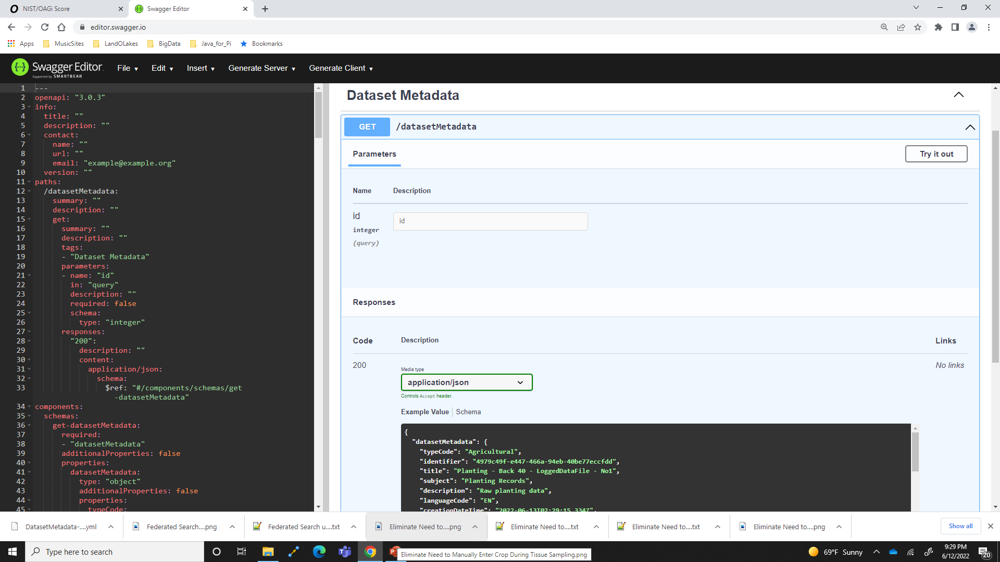 NIST/OAGi Score
Swagger Editor
editor.swagger.io
Apps
MusicSites
LandOLakes
BigData
Java_for_Pi
Bookmarks
Swagger Editor
Supported by SMARTBEAR
File
Edit
Insert
Generate Server
Generate Client
1 ---
2 openapi: "3.0.3"
3 info:
4 title: ""
5 description: ""
6 contact:
7 name: ""
8 url: ""
9 email: "example@example.org"
10 version: ""
11 paths:
12 /datasetMetadata:
13 summary: ""
14 description: ""
15 get:
16 summary: ""
17 description: ""
18 tags:
19 - "Dataset Metadata"
20 parameters:
21 - name: "id"
22 in: "query"
23 description: ""
24 required: false
25 schema:
26 type: "integer"
27 responses:
28 "200":
29 description: ""
30 content:
31 application/json:
32 schema:
33 $ref: "#/components/schemas/get
-datasetMetadata"
34 components:
35 schemas:
36 get-datasetMetadata:
37 required:
38 - "datasetMetadata"
39 additionalProperties: false
40 properties:
41 datasetMetadata:
42 type: "object"
43 additionalProperties: false
44 properties:
45 typeCode:
Dataset Metadata
GET /datasetMetadata
Parameters
Try it out
Name Description
id
integer
(query)
id
Responses
Code Description Links
200
Media type
application/json
Controls Accept header.
No links
Example Value
Schema
{
"datasetMetadata": {
"typeCode": "Agricultural",
"identifier": "4979c49f-e447-466a-94eb-40be77eccfdd",
"title": "Planting - Back 40 - LoggedDataFile - No1",
"subject": "Planting Records",
"description": "Raw planting data",
"languageCode": "EN",
"creationDateTime": "2022-06-13T02:29:15.334Z",
DatasetMetadata-....yml
Federated Search....png
Federated Search u....txt
Eliminate Need to....png
Eliminate Need to....txt
Eliminate Need to....txt
Eliminate Need to....png
Show all
Type here to search
Eliminate Need to Manually Enter Crop During Tissue Sampling.png
69°F Sunny
9:29 PM
6/12/2022
20